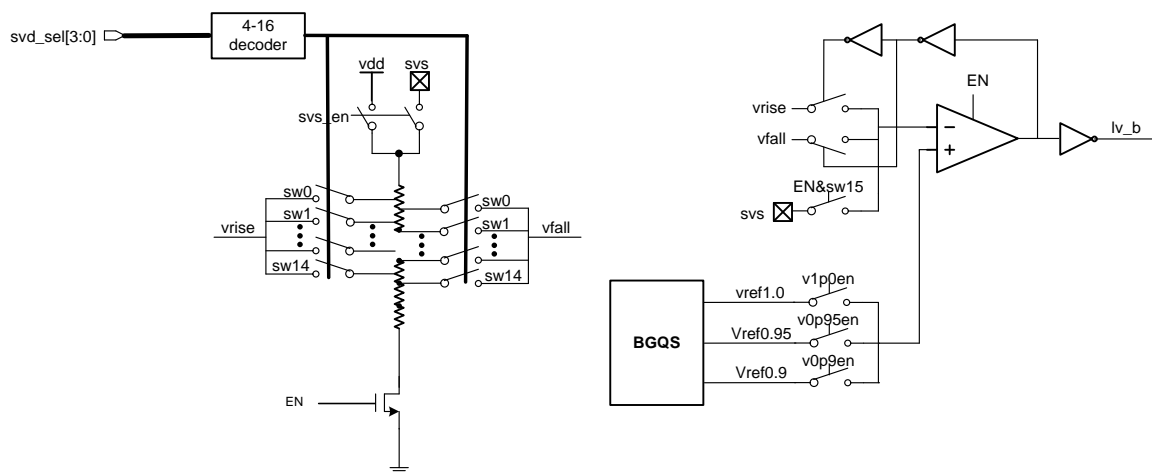 4-16
decoder
svd_sel[3:0]
vdd
svs
svs_en
sw0
sw1
sw14
vrise
sw0
sw1
sw14
vfall
EN
EN
vrise
vfall
EN&sw15
svs
lv_b
BGQS
vref1.0
v1p0en
Vref0.95
v0p95en
Vref0.9
v0p9en